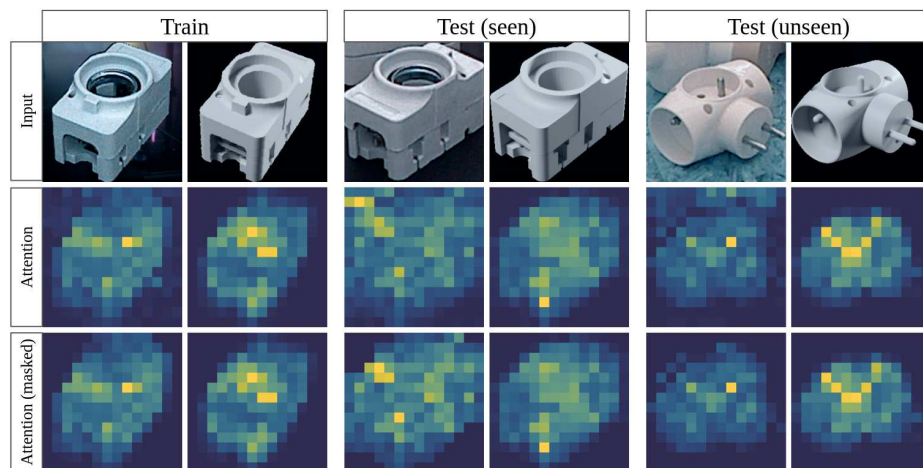 Train
Test (seen)
Test (unseen)
Input
Attention
Attention (masked)